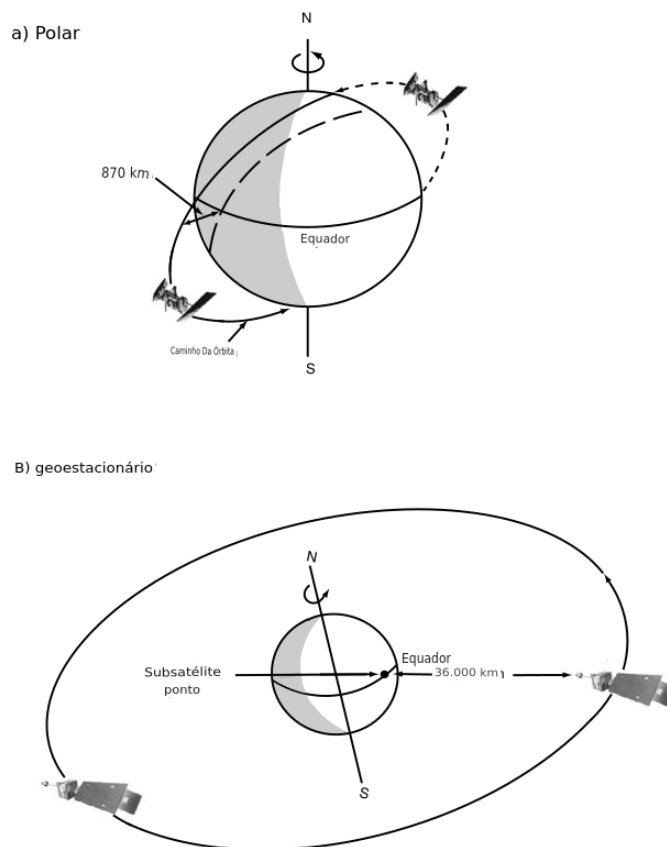 N
a) Polar
870 km.
Equador
Caminho Da Órbita
S
B) geoestacionário
N
Equador
Subsatélite
36.000 km
ponto
S